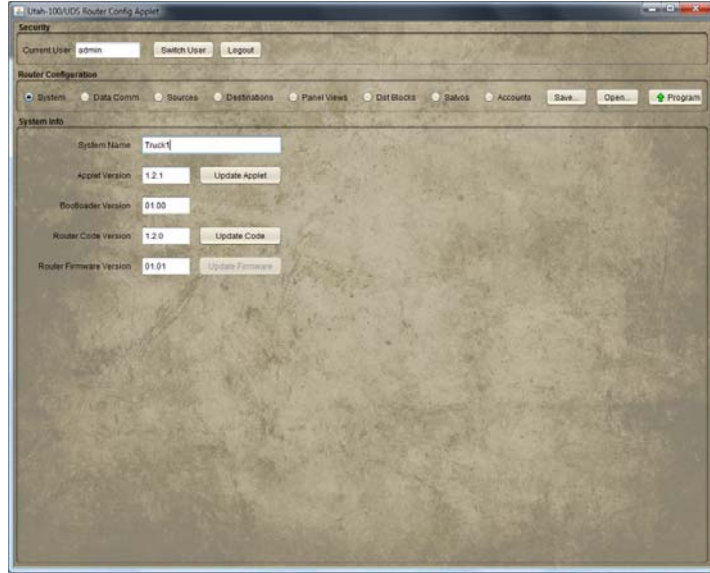 Utah-100/UDS Router Config Applet
Security
Current User admin Switch User Logout
Router Configuration
System Data Comm Sources Destinations Panel Views Dst Blocks Salvos Accounts Save... Open... Program
System Info
System Name Truck1
Applet Version 1.2.1 Update Applet
Bootloader Version 01.00
Router Code Version 1.2.0 Update Code
Router Firmware Version 01.01 Update Firmware